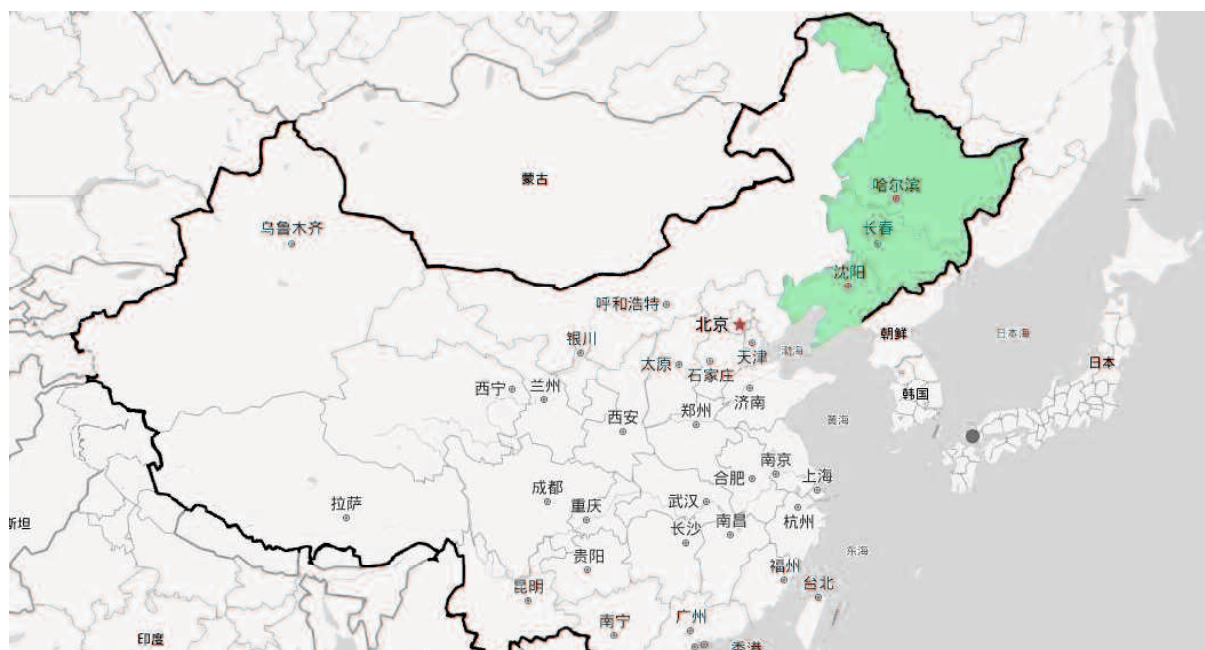 哈尔滨
蒙古
乌鲁木齐
长春
沈阳
呼和浩特
北京
朝鲜
日本海
银川
天津
渤海
太原
石家庄
日本
西宁
兰州
济南
韩国
西安
郑州
黄海
南京
合肥
上海
成都
拉萨
重庆
武汉
杭州
斯坦
长沙
南昌
东海
贵阳
福州
昆明
台北
印度
南宁
广州
香港